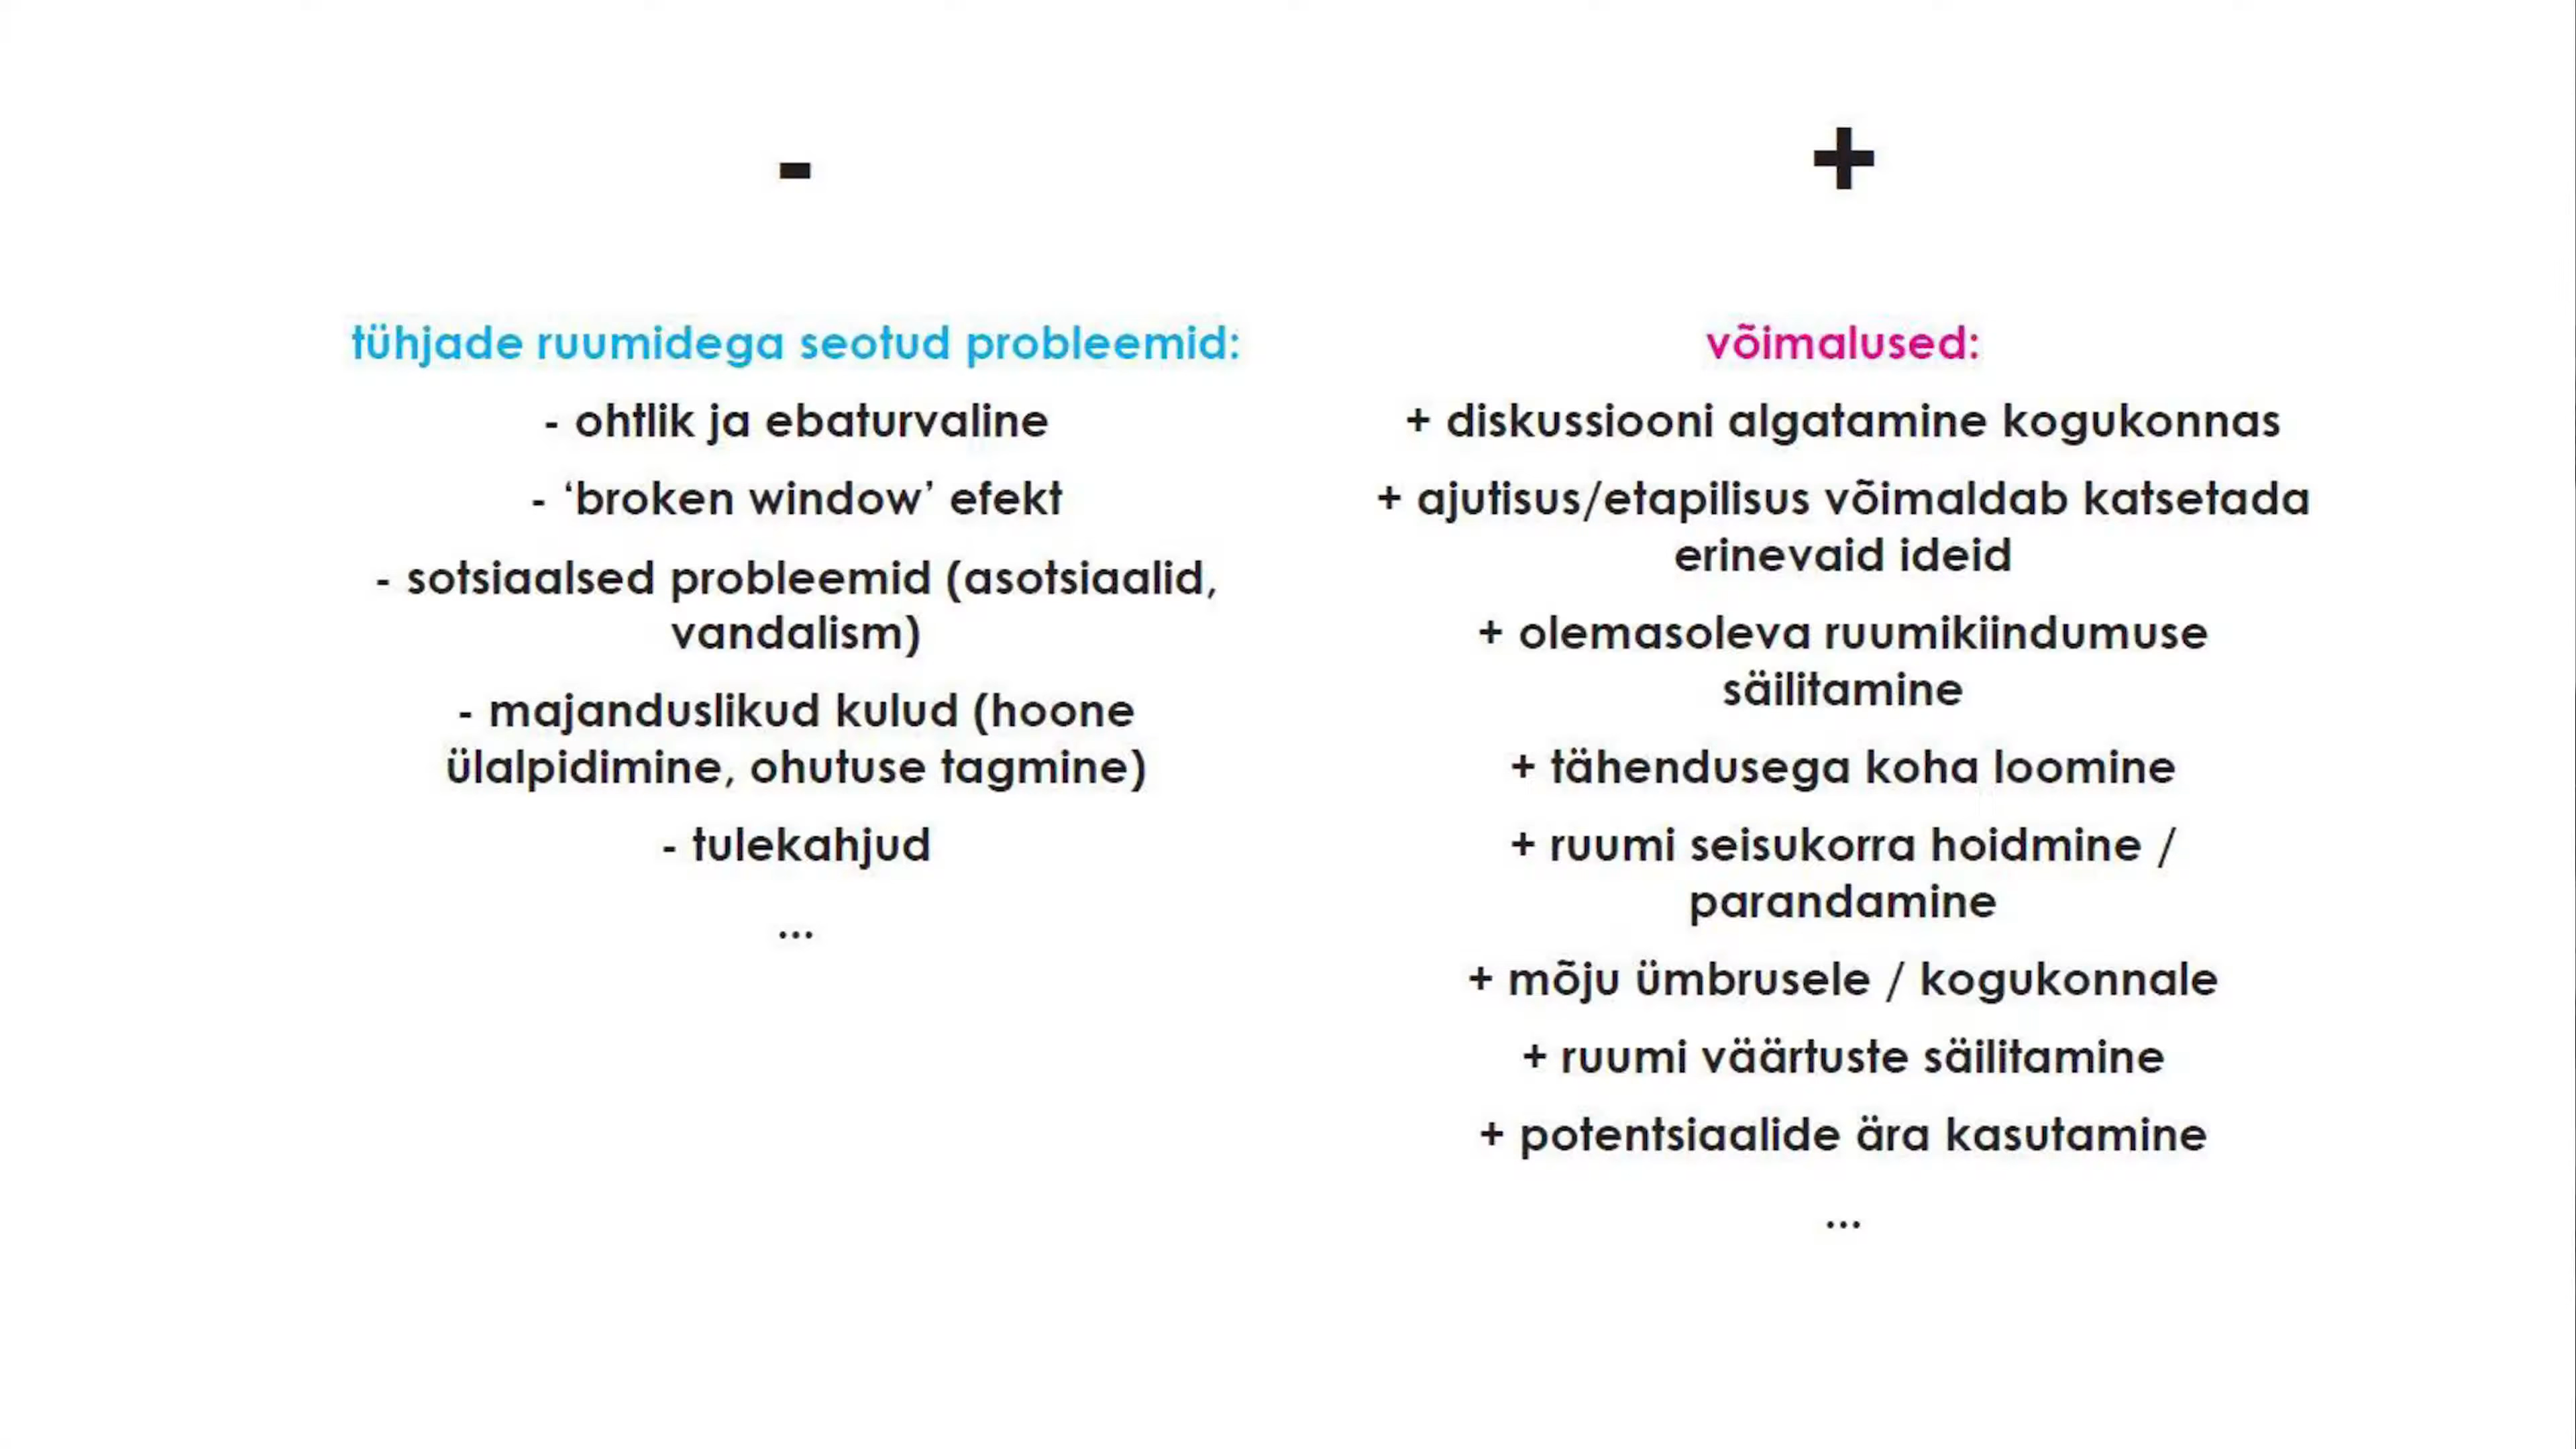 -
tühjade ruumidega seotud probleemid:
- ohtlik ja ebaturvaline
- ‘broken window’ efekt
- sotsiaalsed probleemid (asotsiaalid,
vandalism)
- majanduslikud kulud (hoone
ülalpidimine, ohutuse tagmine)
- tulekahjud
...
+
võimalused:
+ diskussiooni algatamine kogukonnas
+ ajutisus/etapilisus võimaldab katsetada
erinevaid ideid
+ olemasoleva ruumikiindumuse
säilitamine
+ tähendusega koha loomine
+ ruumi seisukorra hoidmine /
parandamine
+ mõju ümbrusele / kogukonnale
+ ruumi väärtuste säilitamine
+ potentsiaalide ära kasutamine
...